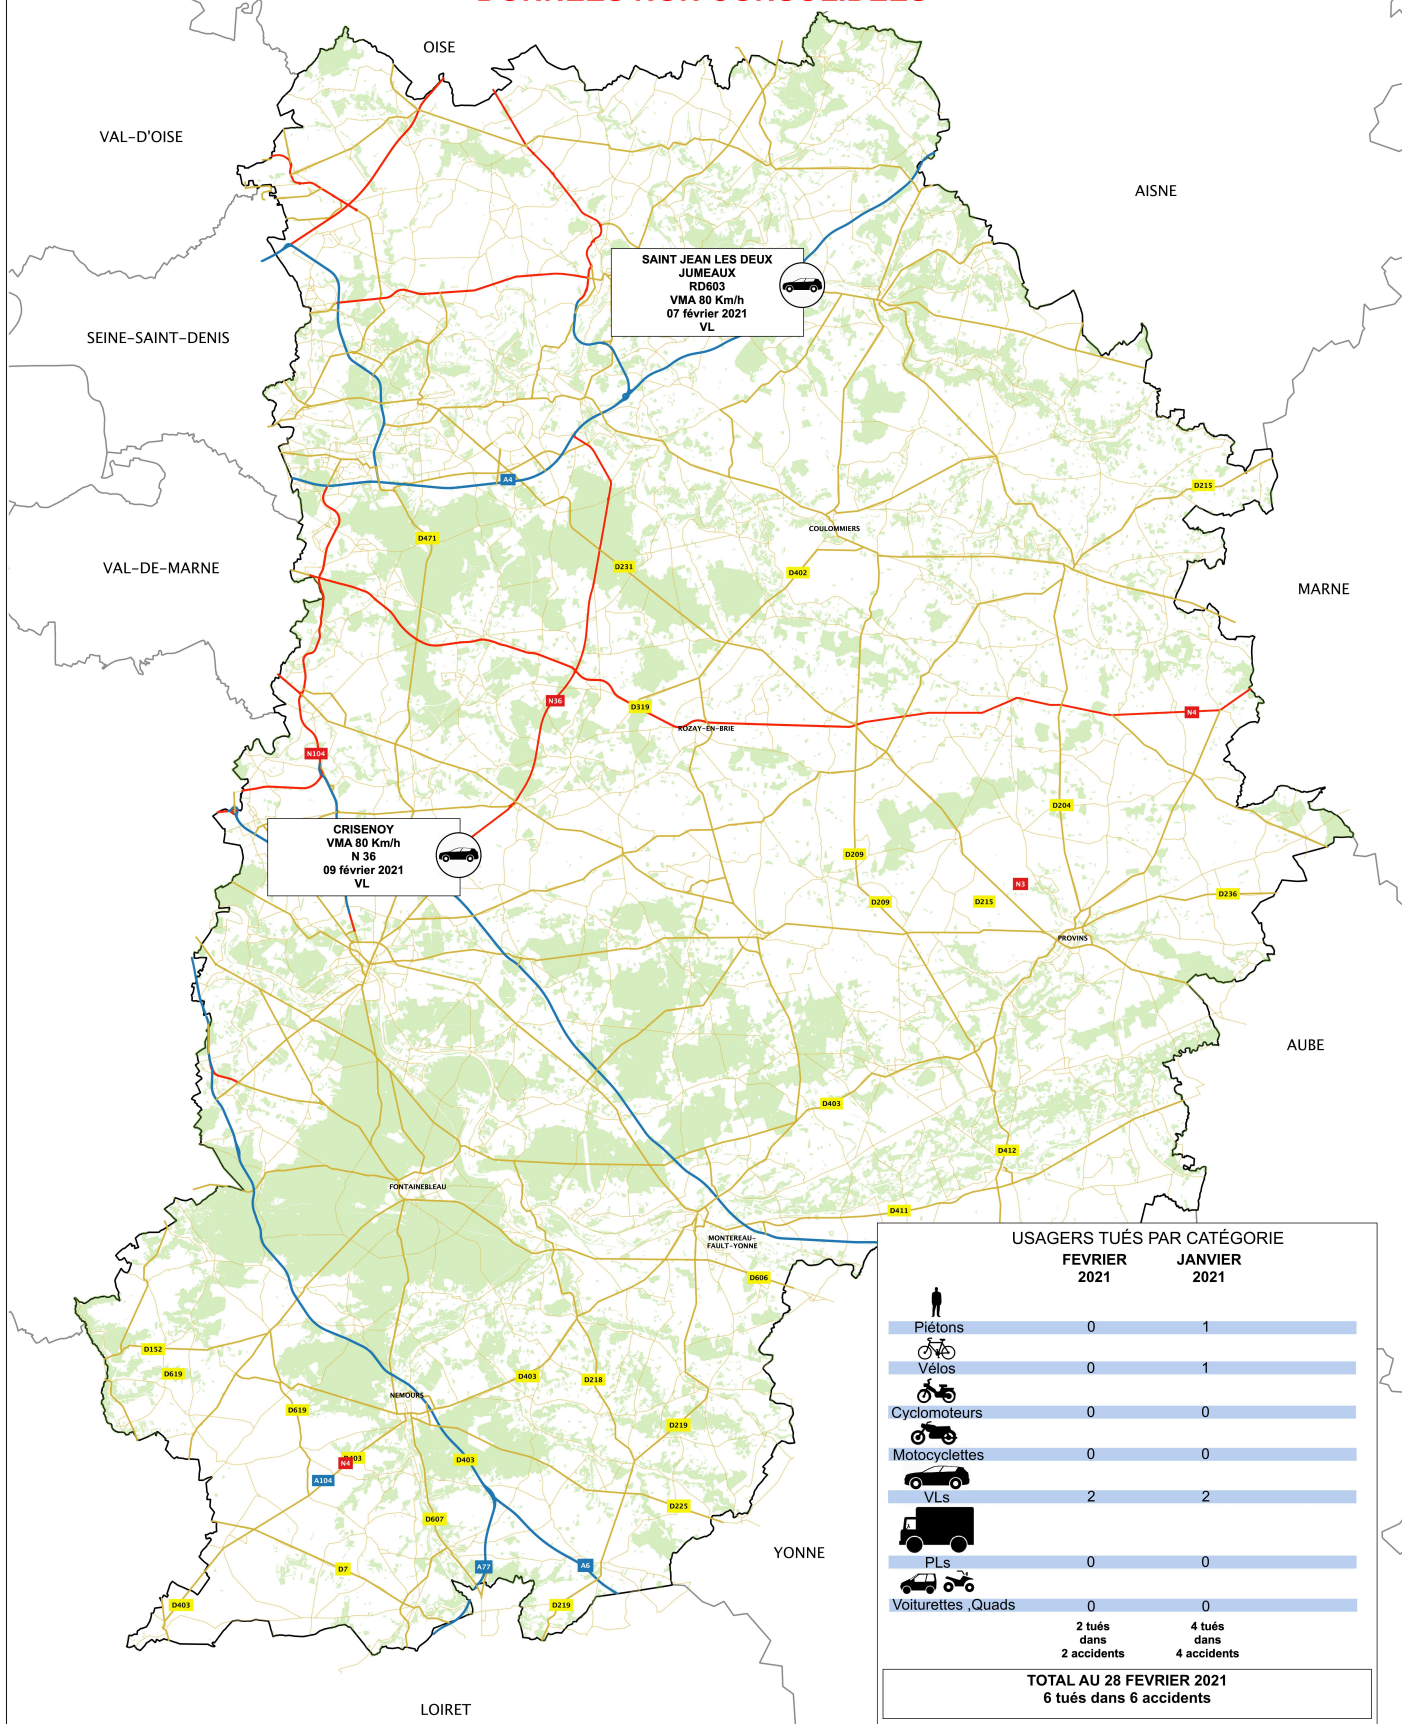 DONNEES NON CONSOLIDEES
OISE
VAL-D'OISE
AISNE
SAINT JEAN LES DEUX
JUMEAUX
RD603
VMA 80 Km/h
07 février 2021
VL
SEINE-SAINT-DENIS
A4
D215
COULOMMIERS
D471
D231
D402
VAL-DE-MARNE
MARNE
N36
D319
N4
ROZAY-EN-BRIE
N104
D204
CRISENOY
VMA 80 Km/h
N 36
09 février 2021
VL
D209
N3
D209
D215
D236
PROVINS
AUBE
D403
D412
FONTAINEBLEAU
D411
MONTEREAU-
FAULT-YONNE
D606
D152
D619
D403
D218
NEMOURS
D619
D219
D403
N4
D403
A104
D225
D607
YONNE
D7
A77
A6
D403
D219
LOIRET
USAGERS TUÉS PAR CATÉGORIE
FEVRIER JANVIER
2021 2021
Piétons 0 1
Vélos 0 1
Cyclomoteurs 0 0
Motocyclettes 0 0
VLs 2 2
PLs 0 0
Voiturettes ,Quads 0 0
2 tués 4 tués
dans dans
2 accidents 4 accidents
TOTAL AU 28 FEVRIER 2021
6 tués dans 6 accidents